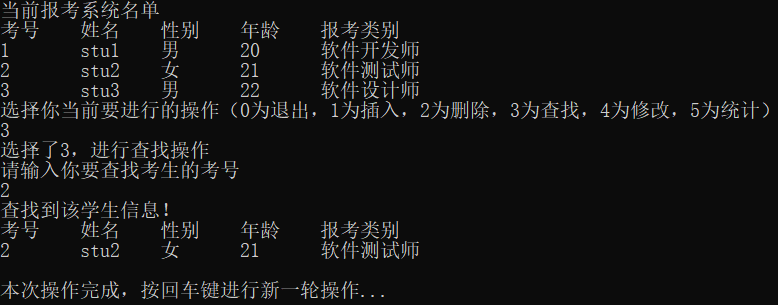 当前报考系统名单
考号 姓名 性别 年龄 报考类别
1 stu1 男 20 软件开发师
2 stu2 女 21 软件测试师
3 stu3 男 22 软件设计师
选择你当前要进行的操作（0为退出，1为插入，2为删除，3为查找，4为修改，5为统计）
3
选择了3，进行查找操作
请输入你要查找考生的考号
2
查找到该学生信息！
考号 姓名 性别 年龄 报考类别
2 stu2 女 21 软件测试师
本次操作完成，按回车键进行新一轮操作...